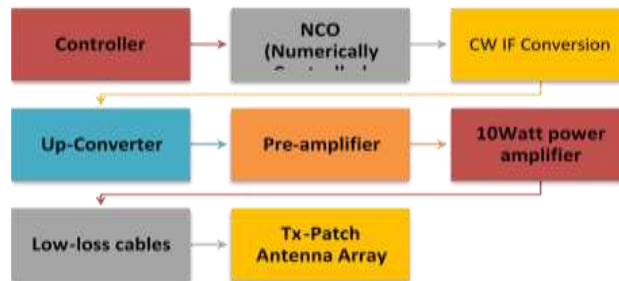 Controller
NCO
(Numerically
CW IF Conversion
Up-Converter
Pre-amplifier
10Watt power
amplifier
Low-loss cables
Tx-Patch
Antenna Array